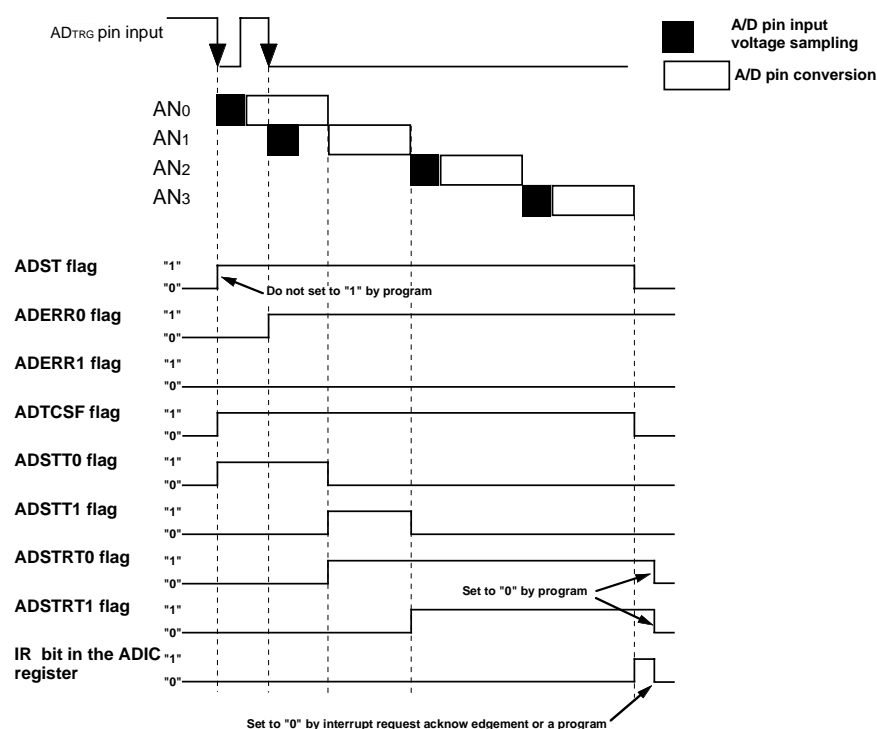 ADTRG pin input
A/D pin input
voltage sampling
A/D pin conversion
AN0
AN1
AN2
AN3
ADST flag
"1"
"0"
Do not set to "1" by program
ADERR0 flag
"1"
"0"
ADERR1 flag
"1"
"0"
ADTCSF flag
"1"
"0"
ADSTT0 flag
"1"
"0"
ADSTT1 flag
"1"
"0"
ADSTRT0 flag
"1"
"0"
Set to "0" by program
ADSTRT1 flag
"1"
"0"
IR bit in the ADIC
register
"1"
"0"
Set to "0" by interrupt request acknow edgement or a program